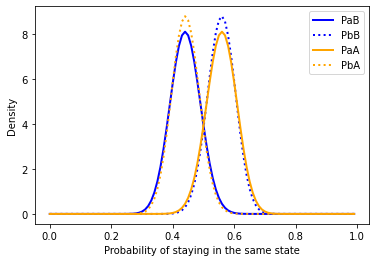 PaB
PbB
PaA
PbA
8
6
4
2
0
Density
0.0 0.2 0.4 0.6 0.8 1.0
Probability of staying in the same state